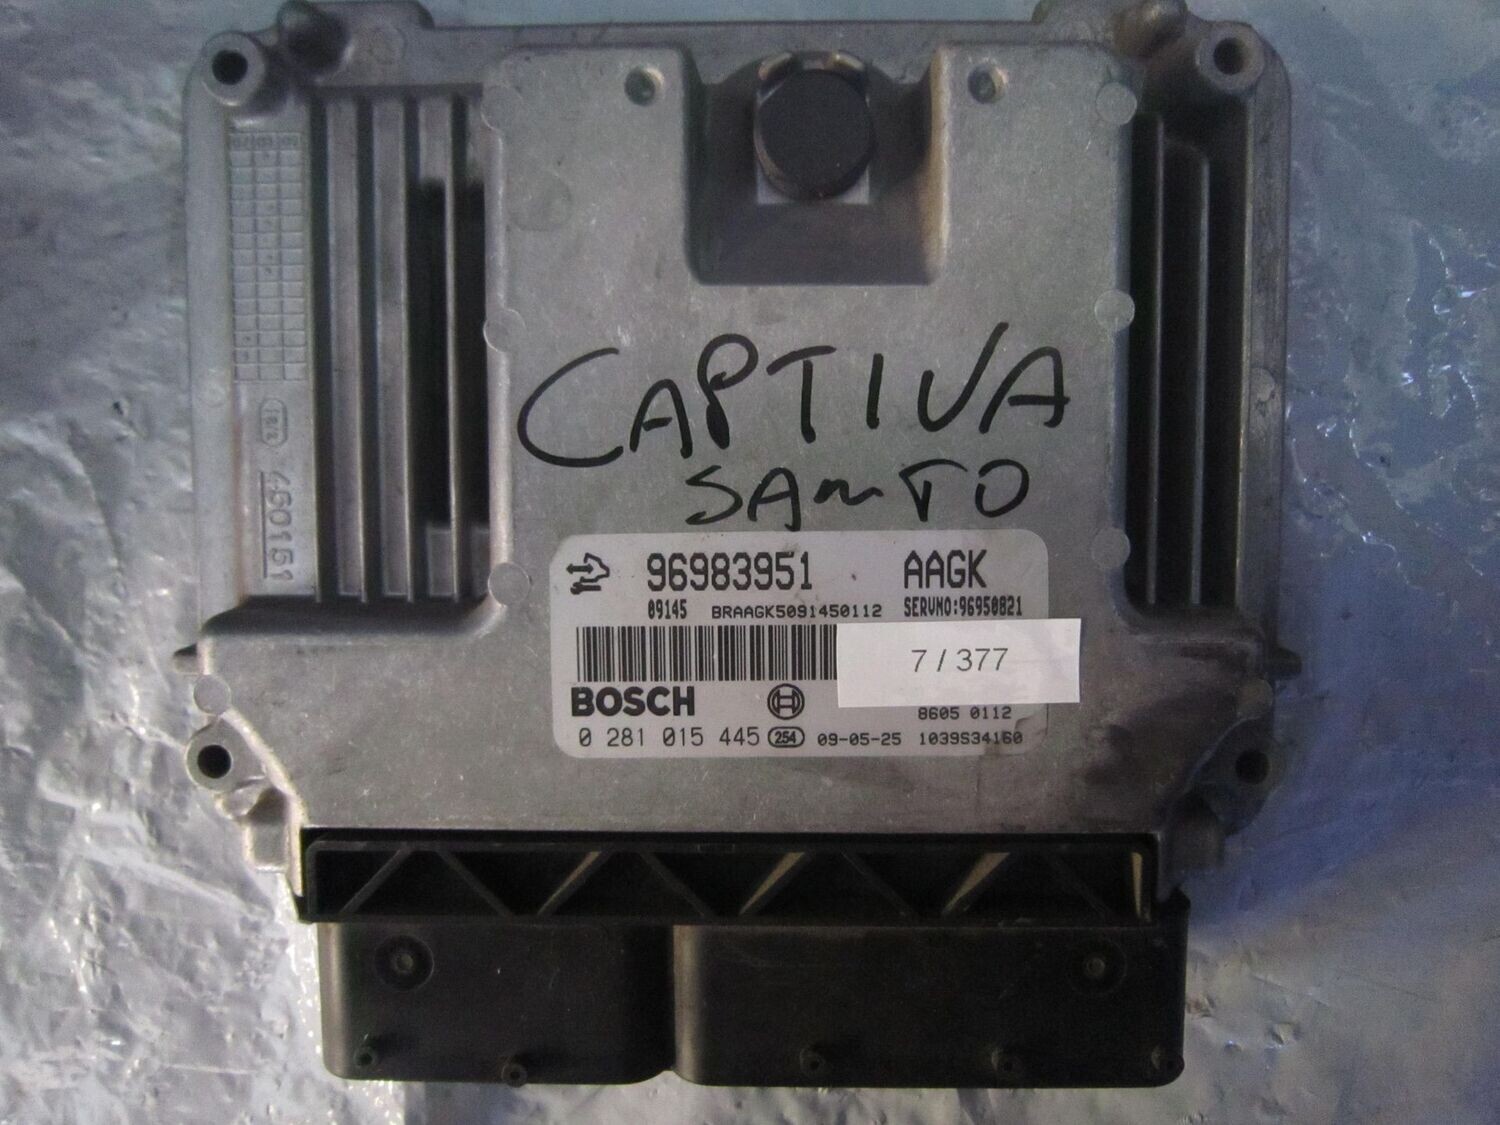 CAPTIVA
SANTO
96983951 AAGK
09145 BRAAGK5091450112 SERVNO:96950821
7 / 377
BOSCH
8605 0112
0 281 015 445 254 09-05-25 1039S34160
460151